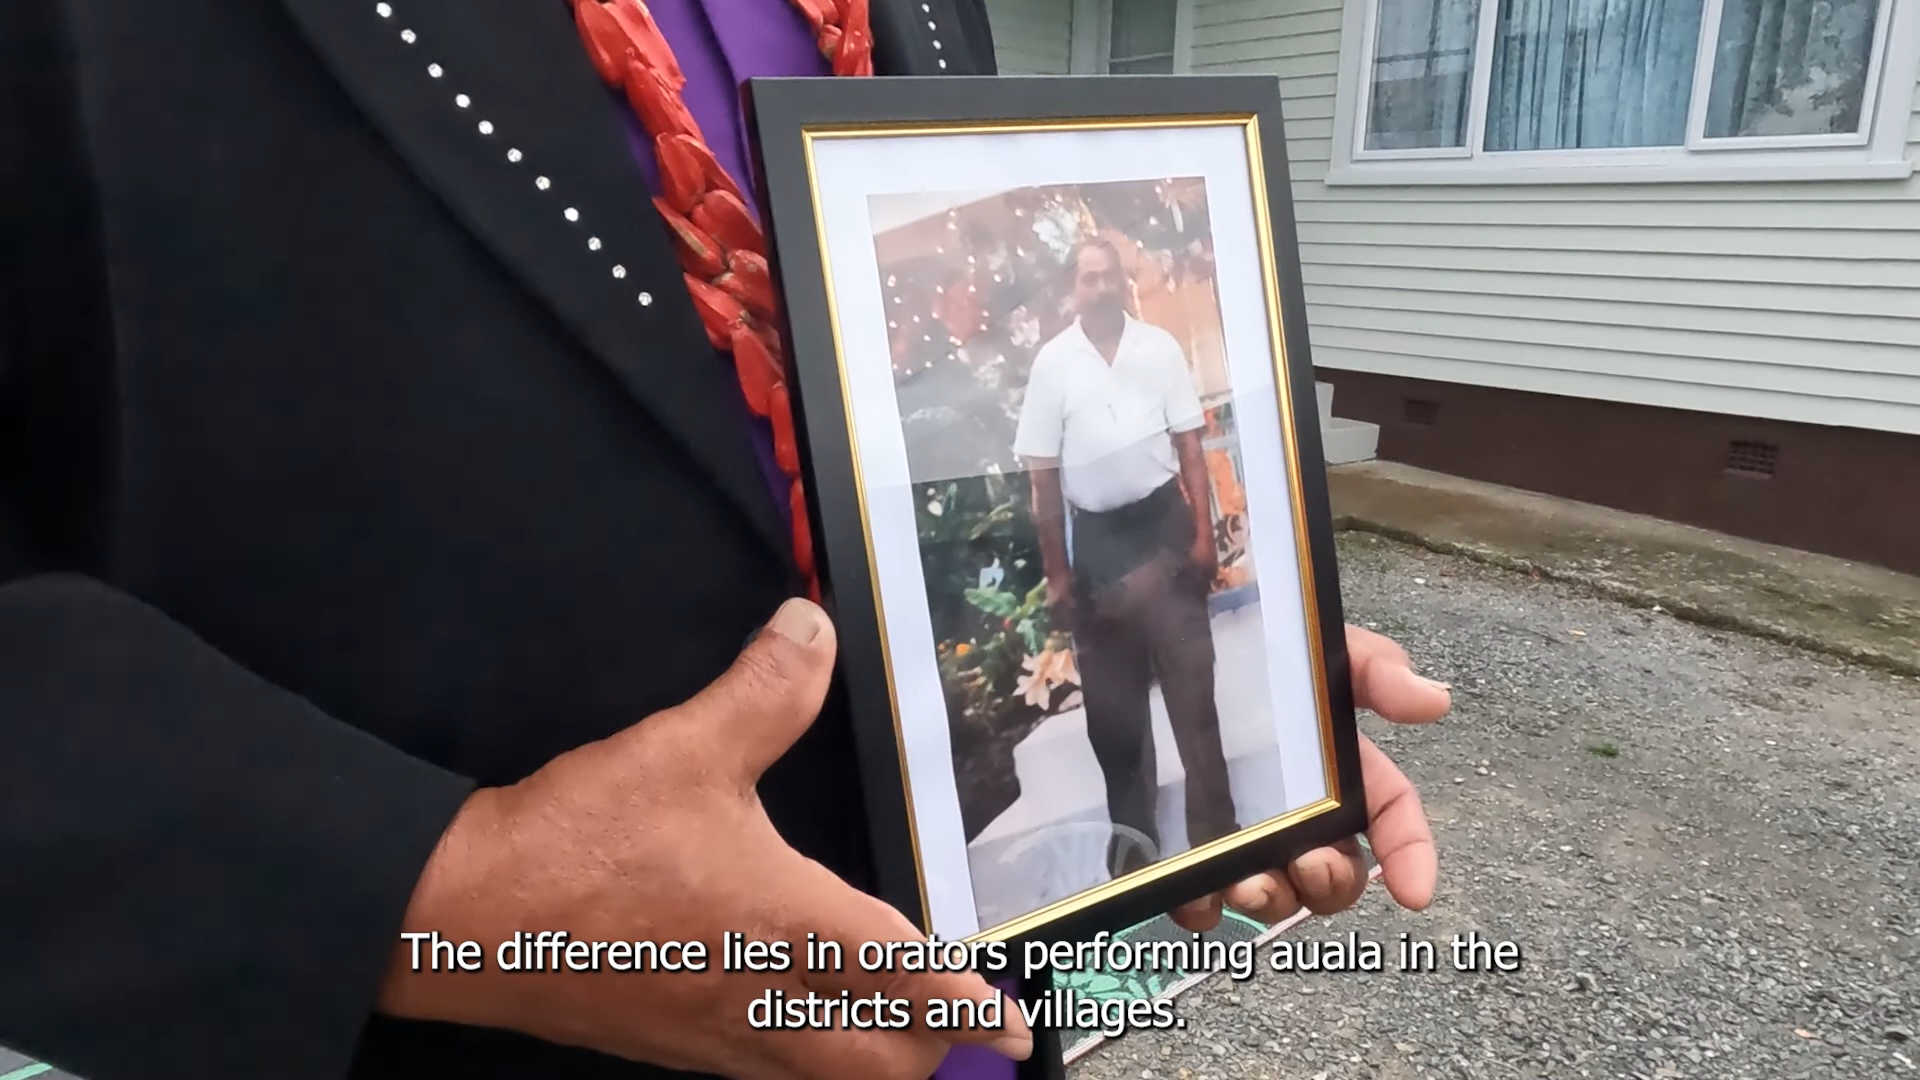 The difference lies in orators performing auala in the
districts and villages.